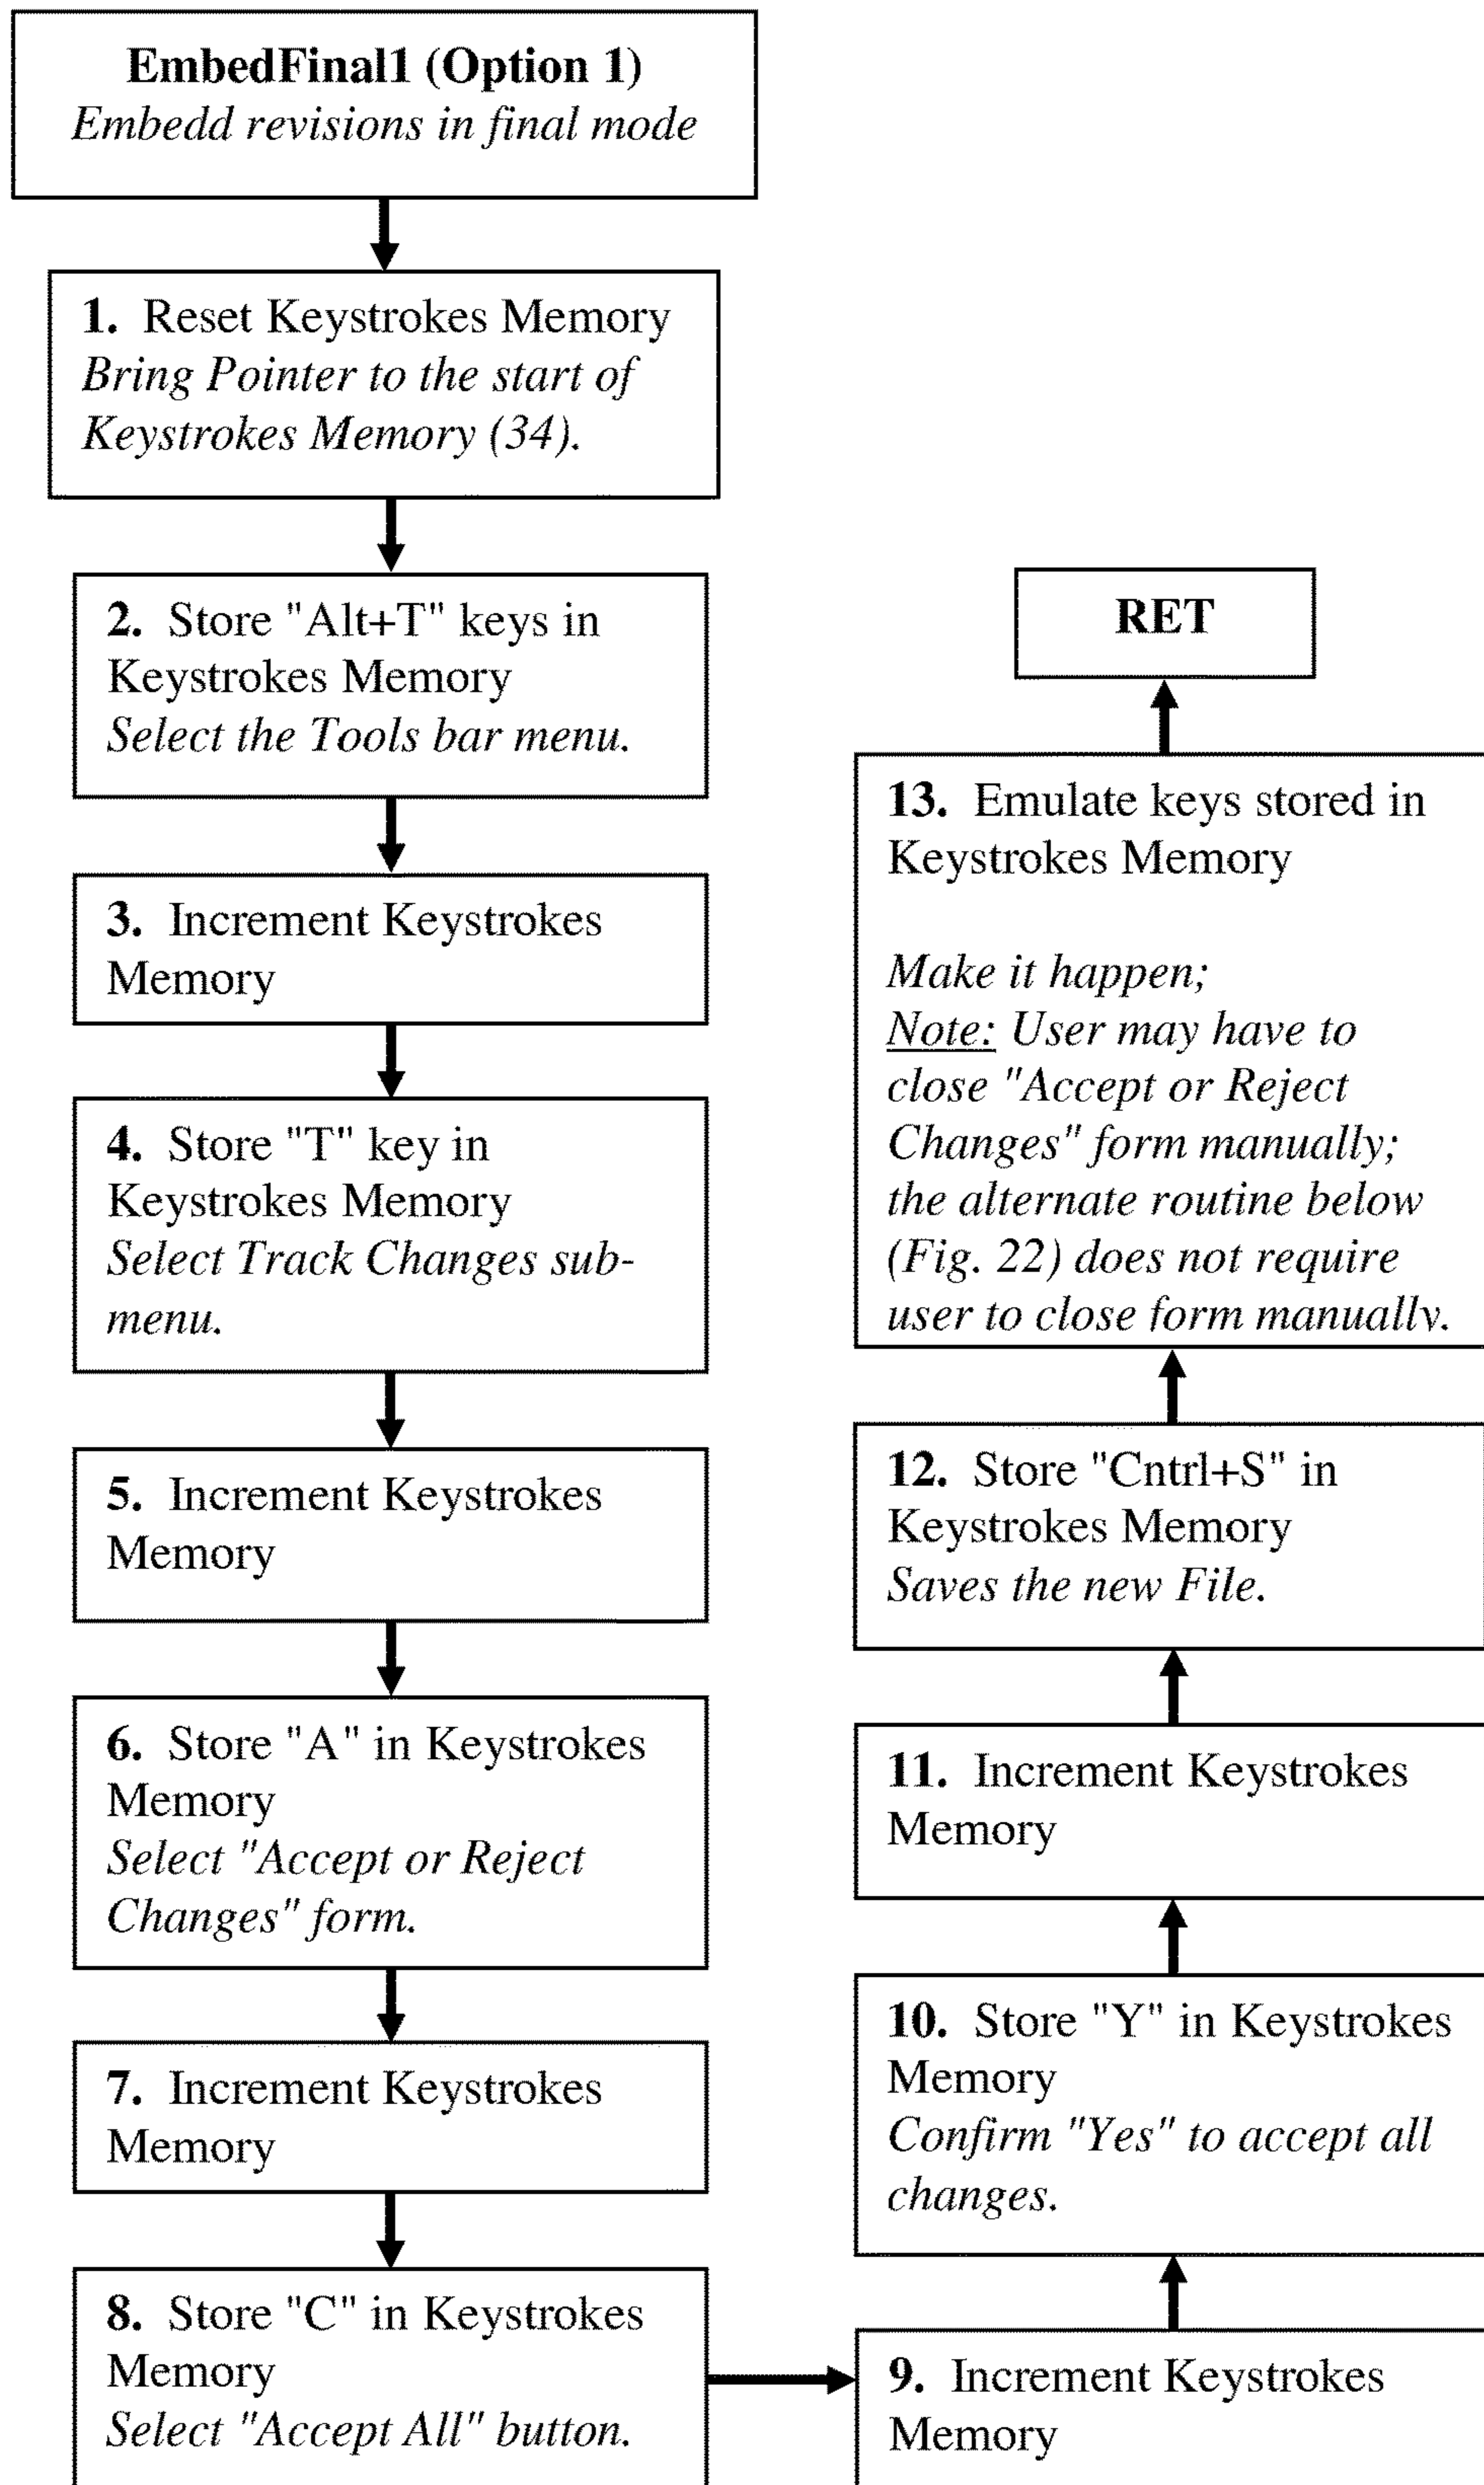 EmbedFinal1 (Option 1)
Embedd revisions in final mode
1. Reset Keystrokes Memory
Bring Pointer to the start of
Keystrokes Memory (34).
2. Store "Alt+T" keys in
Keystrokes Memory
Select the Tools bar menu.
3. Increment Keystrokes
Memory
4. Store "T" key in
Keystrokes Memory
Select Track Changes sub-
menu.
5. Increment Keystrokes
Memory
6. Store "A" in Keystrokes
Memory
Select "Accept or Reject
Changes" form.
7. Increment Keystrokes
Memory
8. Store "C" in Keystrokes
Memory
Select "Accept All" button.
9. Increment Keystrokes
Memory
10. Store "Y" in Keystrokes
Memory
Confirm "Yes" to accept all
changes.
11. Increment Keystrokes
Memory
12. Store "Cntrl+S" in
Keystrokes Memory
Saves the new File.
13. Emulate keys stored in
Keystrokes Memory
Make it happen;
Note: User may have to
close "Accept or Reject
Changes" form manually;
the alternate routine below
(Fig. 22) does not require
user to close form manually.
RET